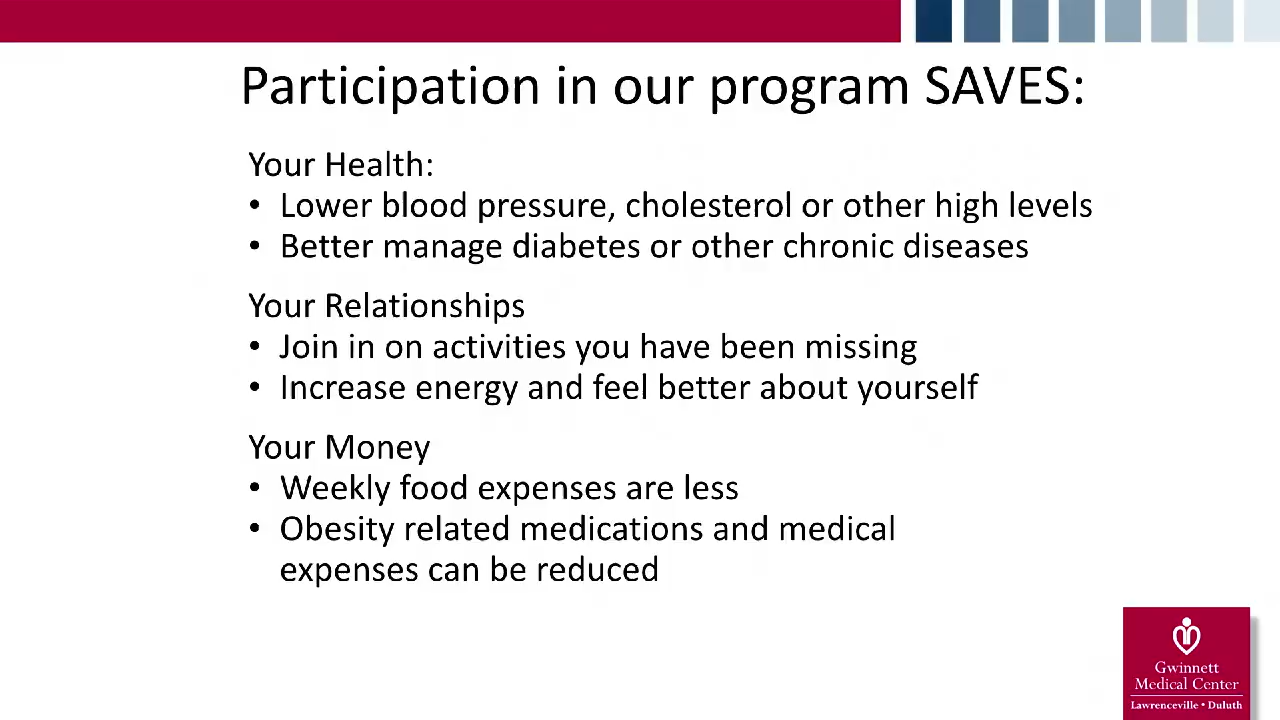 Participation in our program SAVES:
Your Health:
• Lower blood pressure, cholesterol or other high levels
• Better manage diabetes or other chronic diseases
Your Relationships
• Join in on activities you have been missing
• Increase energy and feel better about yourself
Your Money
• Weekly food expenses are less
• Obesity related medications and medical
expenses can be reduced
Gwinnett
Medical Center
Lawrenceville • Duluth